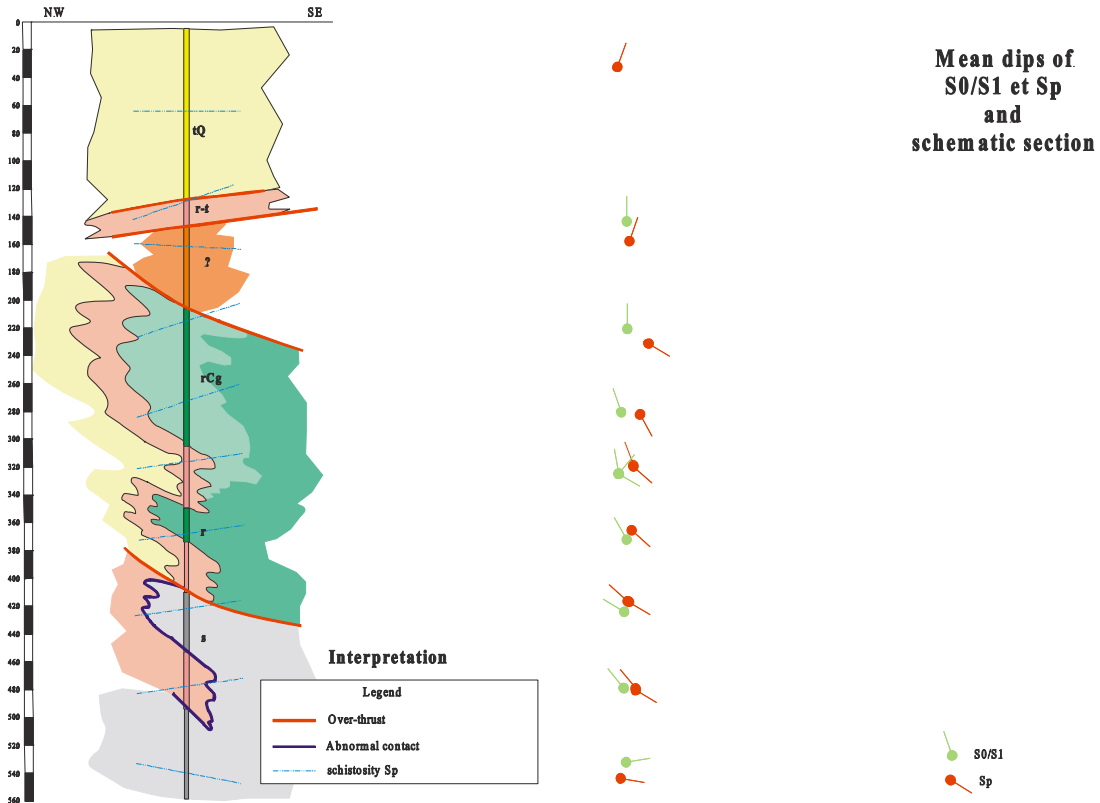 N.W
SE
Mean dips of
S0/S1 et Sp
and
schematic section
0
20
40
60
80
100
120
140
160
180
200
220
240
260
280
300
320
340
360
380
400
420
440
460
480
500
520
540
560
tQ
r-t
?
rCg
r
s
Interpretation
Legend
Over-thrust
Abnormal contact
schistosity Sp
S0/S1
Sp